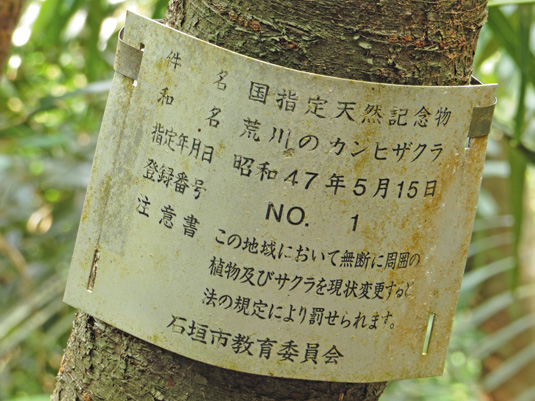 件名 国指定天然記念物
和名 荒川のカンヒザクラ
指定年月日 昭和47年5月15日
登録番号 NO. 1
注意書 この地域において無断に周囲の
植物及びサクラを現状変更すると
法の規定により罰せられます。
石垣市教育委員会